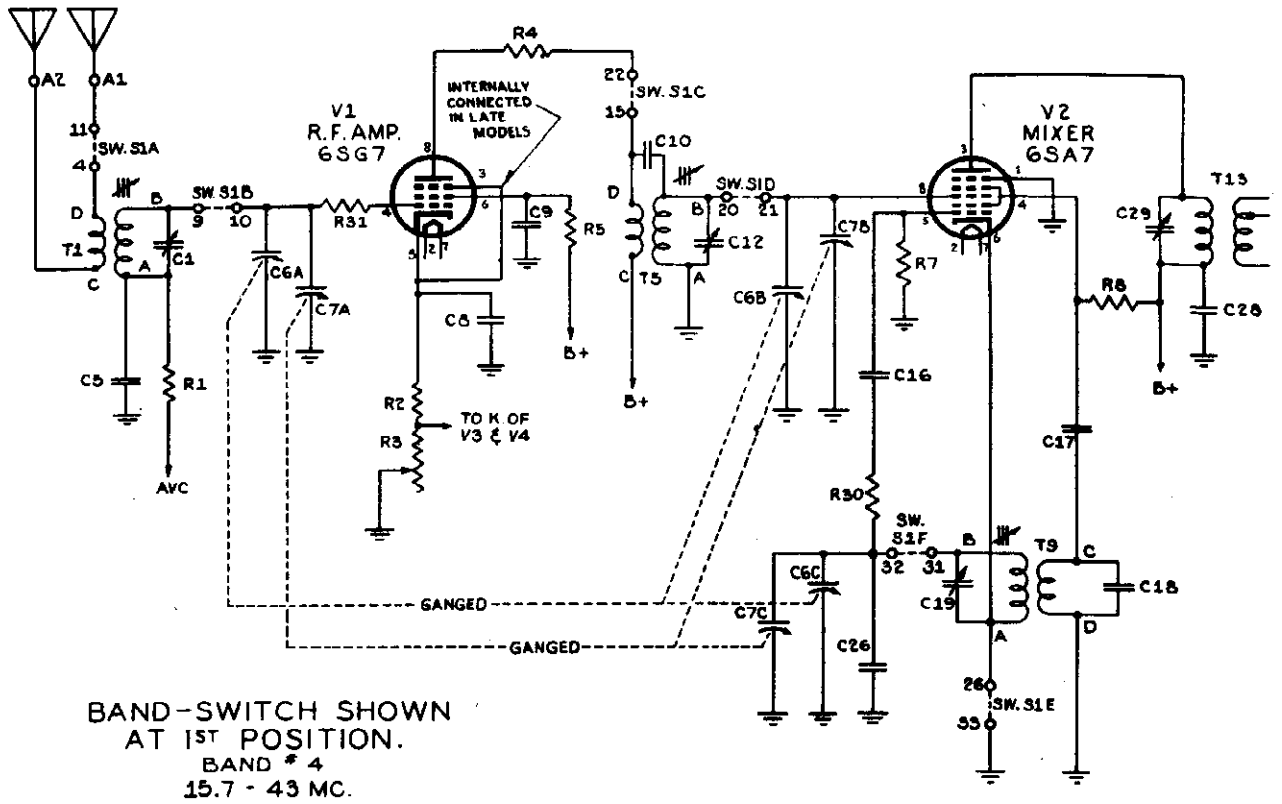 A2
A1
11
SW. S1A
4
D
T1
C
B
A
C1
SW. S1B
9
10
C5
R1
AVC
C6A
C7A
R31
V1
R.F. AMP.
6SG7
INTERNALLY
CONNECTED
IN LATE
MODELS
8
3
6
4
5
2
7
C9
R5
B+
C8
R2
R3
TO K OF
V3 & V4
R4
22
SW. S1C
15
C10
D
C
T5
B
A
C12
B+
SW. S1D
20
21
C6B
C7B
V2
MIXER
6SA7
3
1
8
4
5
2
7
6
R7
C16
R30
SW.
S1F
32
31
B
C19
A
T9
C
D
C18
C17
R8
C29
T13
C28
B+
C6C
C7C
C26
26
SW. S1E
33
GANGED
GANGED
BAND-SWITCH SHOWN
AT 1ST POSITION.
BAND # 4
15.7 - 43 MC.